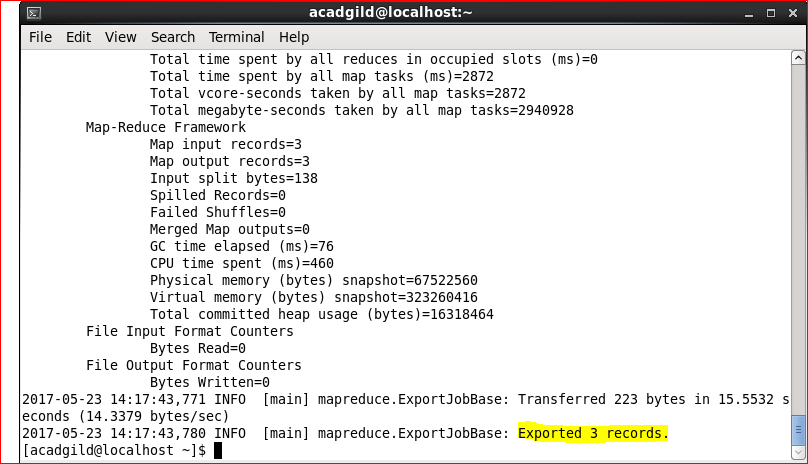 acadgild@localhost:~
File Edit View Search Terminal Help
Total time spent by all reduces in occupied slots (ms)=0
Total time spent by all map tasks (ms)=2872
Total vcore-seconds taken by all map tasks=2872
Total megabyte-seconds taken by all map tasks=2940928
Map-Reduce Framework
Map input records=3
Map output records=3
Input split bytes=138
Spilled Records=0
Failed Shuffles=0
Merged Map outputs=0
GC time elapsed (ms)=76
CPU time spent (ms)=460
Physical memory (bytes) snapshot=67522560
Virtual memory (bytes) snapshot=323260416
Total committed heap usage (bytes)=16318464
File Input Format Counters
Bytes Read=0
File Output Format Counters
Bytes Written=0
2017-05-23 14:17:43,771 INFO  [main] mapreduce.ExportJobBase: Transferred 223 bytes in 15.5532 s
econds (14.3379 bytes/sec)
2017-05-23 14:17:43,780 INFO  [main] mapreduce.ExportJobBase: Exported 3 records.
[acadgild@localhost ~]$